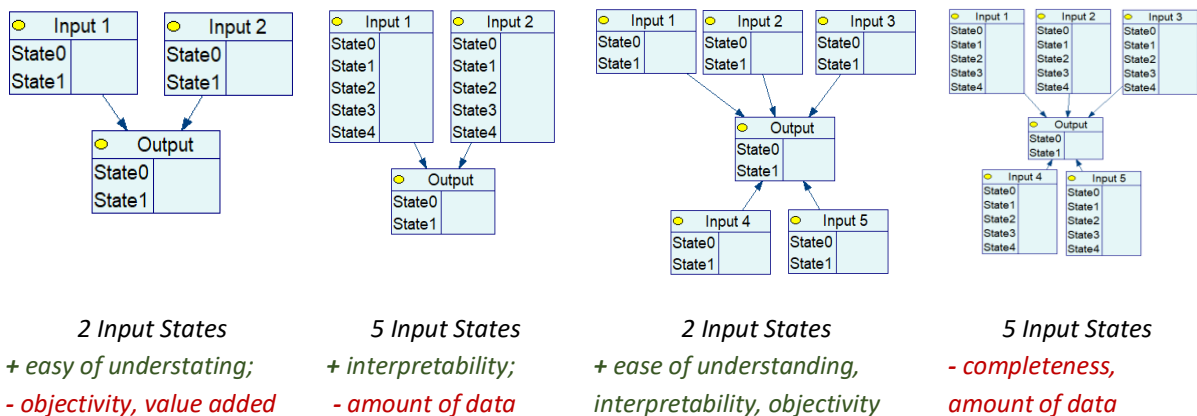 Input 1
State0
State1
Input 2
State0
State1
Output
State0
State1
Input 1
State0
State1
State2
State3
State4
Input 2
State0
State1
State2
State3
State4
Output
State0
State1
Input 1
State0
State1
Input 2
State0
State1
Input 3
State0
State1
Output
State0
State1
Input 4
State0
State1
Input 5
State0
State1
Input 1
State0
State1
State2
State3
State4
Input 2
State0
State1
State2
State3
State4
Input 3
State0
State1
State2
State3
State4
Output
State0
State1
Input 4
State0
State1
State2
State3
State4
Input 5
State0
State1
State2
State3
State4
2 Input States
+ easy of understating;
- objectivity, value added
5 Input States
+ interpretability;
- amount of data
2 Input States
+ ease of understanding,
interpretability, objectivity
5 Input States
- completeness,
amount of data